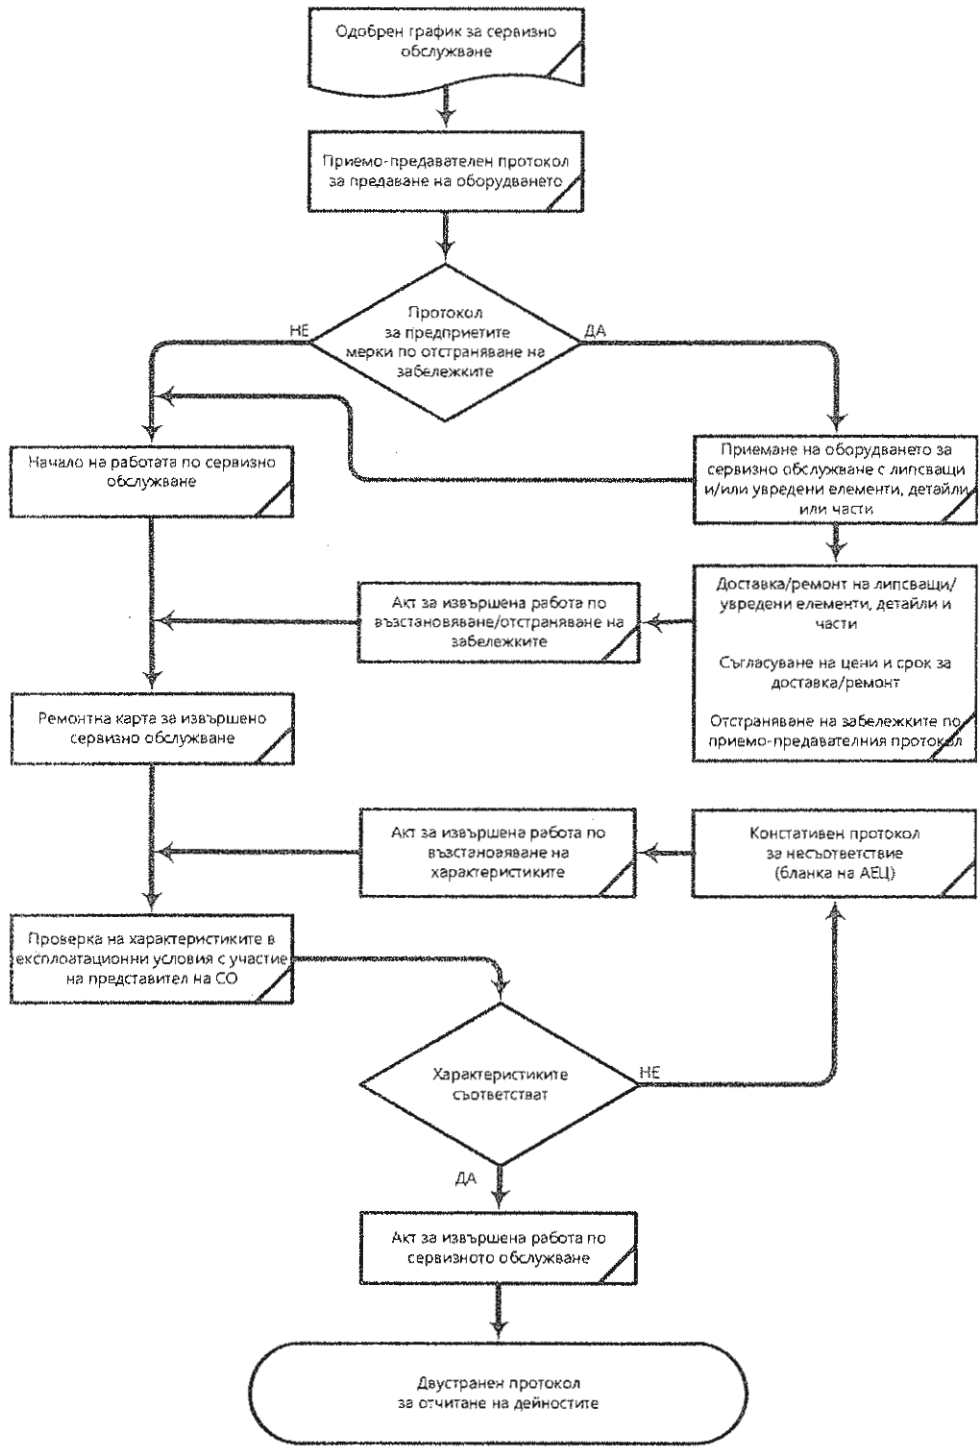 Одобрен график за сервизно
обслужване
Приемо-предавателен протокол
за предаване на оборудването
Протокол
за предприетите
мерки по отстраняване на
забележките
НЕ
ДА
Начало на работата по сервизно
обслужване
Приемане на оборудването за
сервизно обслужване с липсващи
и/или увредени елементи, детайли
или части
Доставка/ремонт на липсващи/
увредени елементи, детайли и
части
Съгласуване на цени и срок за
доставка/ремонт
Отстраняване на забележките по
приемо-предавателния протокол
Акт за извършена работа по
възстановяване/отстраняване на
забележките
Ремонтна карта за извършено
сервизно обслужване
Акт за извършена работа по
възстановяване на
характеристиките
Констативен протокол
за несъответствие
(бланка на АЕЦ)
Проверка на характеристиките в
експлоатационни условия с участие
на представител на СО
Характеристиките
съответстват
НЕ
ДА
Акт за извършена работа по
сервизното обслужване
Двустранен протокол
за отчитане на дейностите